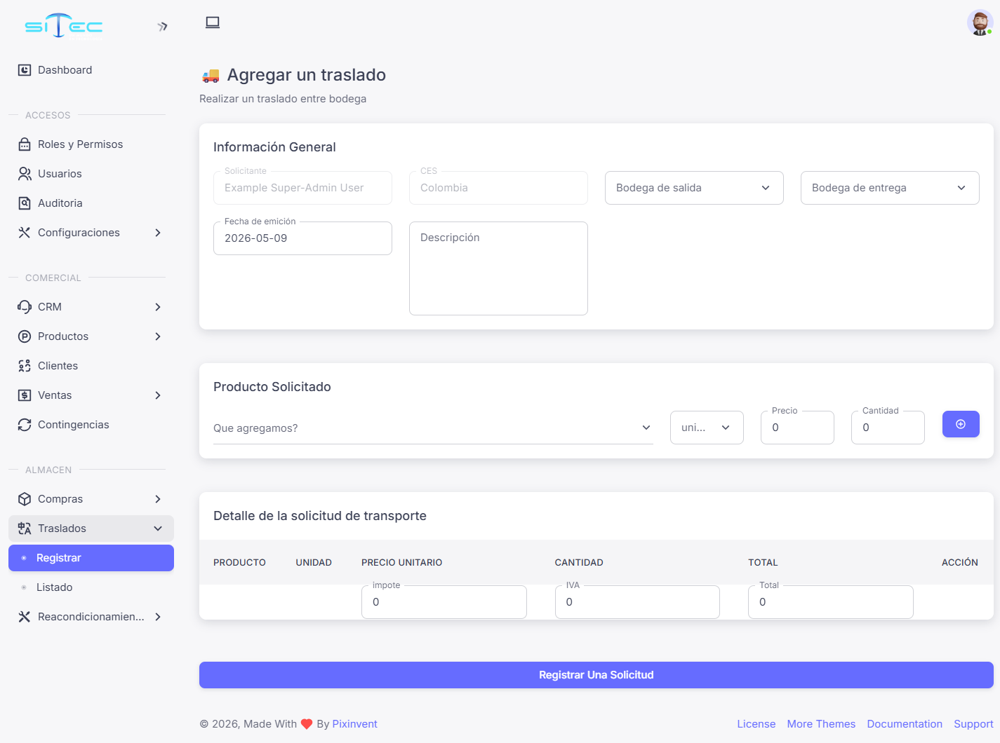 SITEC
Dashboard
ACCESOS
Roles y Permisos
Usuarios
Auditoria
Configuraciones
COMERCIAL
CRM
Productos
Clientes
Ventas
Contingencias
ALMACEN
Compras
Traslados
Registrar
Listado
Reacondicionamien...
Agregar un traslado
Realizar un traslado entre bodega
Información General
Solicitante
Example Super-Admin User
CES
Colombia
Bodega de salida
Bodega de entrega
Fecha de emición
2026-05-09
Descripción
Producto Solicitado
Que agregamos?
uni...
Precio
0
Cantidad
0
Detalle de la solicitud de transporte
PRODUCTO UNIDAD PRECIO UNITARIO CANTIDAD TOTAL ACCIÓN
impote
0
IVA
0
Total
0
Registrar Una Solicitud
© 2026, Made With ❤️ By Pixinvent
License More Themes Documentation Support